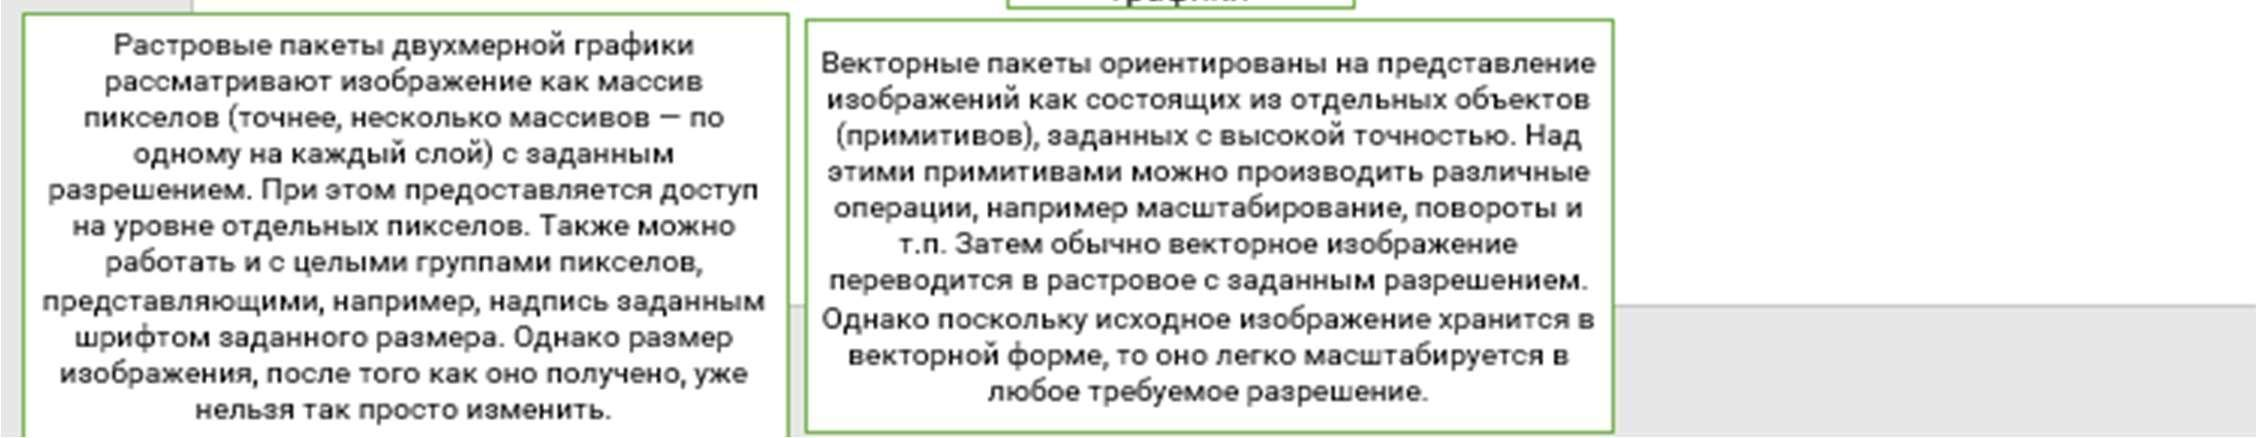 Растровые пакеты двухмерной графики
рассматривают изображение как массив
пикселов (точнее, несколько массивов — по
одному на каждый слой) с заданным
разрешением. При этом предоставляется доступ
на уровне отдельных пикселов. Также можно
работать и с целыми группами пикселов,
представляющими, например, надпись заданным
шрифтом заданного размера. Однако размер
изображения, после того как оно получено, уже
нельзя так просто изменить.
Векторные пакеты ориентированы на представление
изображений как состоящих из отдельных объектов
(примитивов), заданных с высокой точностью. Над
этими примитивами можно производить различные
операции, например масштабирование, повороты и
т.п. Затем обычно векторное изображение
переводится в растровое с заданным разрешением.
Однако поскольку исходное изображение хранится в
векторной форме, то оно легко масштабируется в
любое требуемое разрешение.